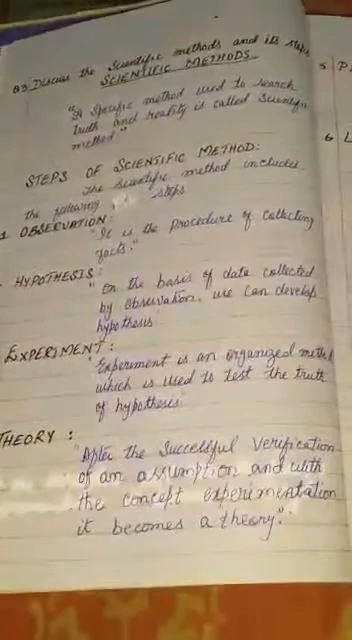 Q3 Discuss the Scientific methods and its steps
SCIENTIFIC METHODS
"A specific method used to search
truth and reality is called Scientific
method"
STEPS OF SCIENTIFIC METHOD:
The scientific method included
the following steps
1 OBSERVATION:
"It is the procedure of collecting
facts."
HYPOTHESIS:
"On the basis of data collected
by observation, we can develop
hypothesis
EXPERIMENT:
"Experiment is an organized method
which is used to test the truth
of hypotheses"
THEORY:
"After the successful verification
of an assumption and with
the concept experimentation
it becomes a theory."
5 P
6 L